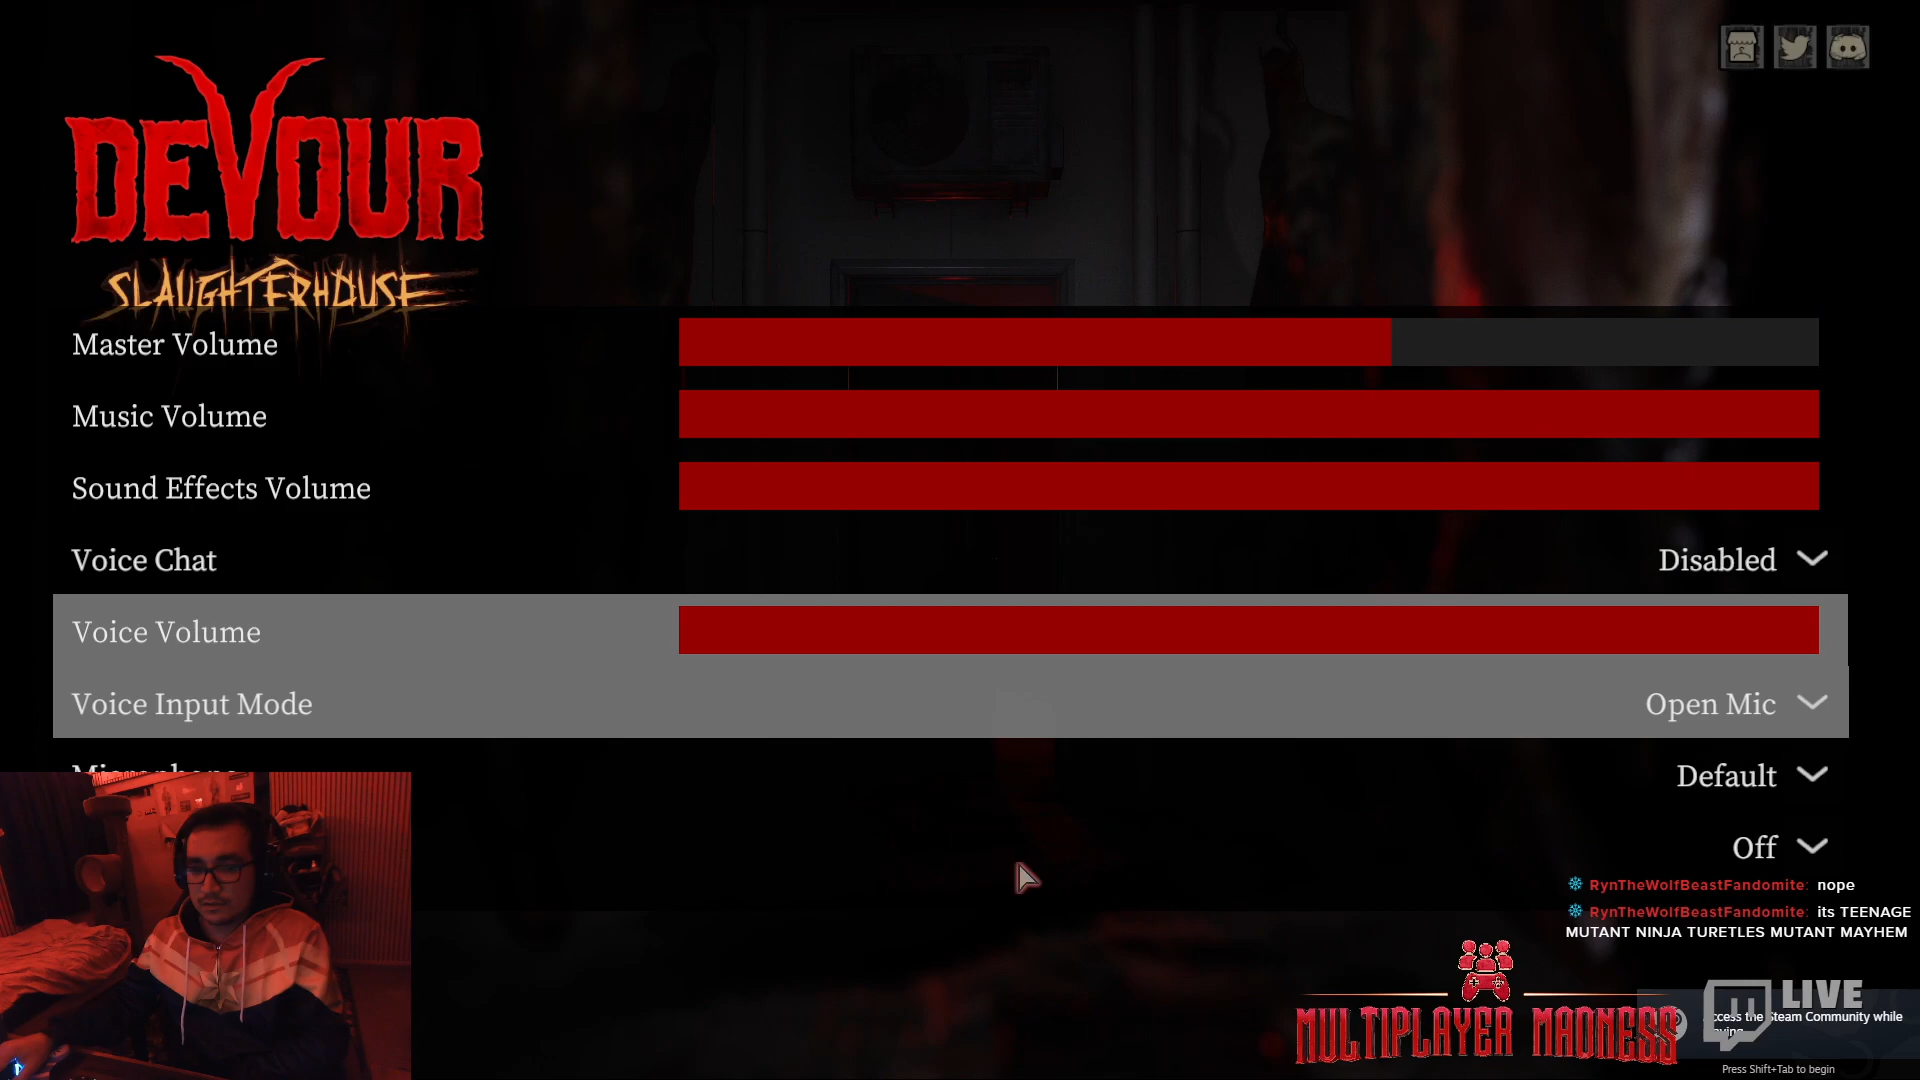 DEVOUR
SLAUGHTERHOUSE
Master Volume
Music Volume
Sound Effects Volume
Voice Chat
Disabled
Voice Volume
Voice Input Mode
Open Mic
Default
Off
RynTheWolfBeastFandomite: nope
RynTheWolfBeastFandomite: its TEENAGE
MUTANT NINJA TURETLES MUTANT MAYHEM
MULTIPLAYER MADNESS
LIVE
the Steam Community while
Press Shift+Tab to begin